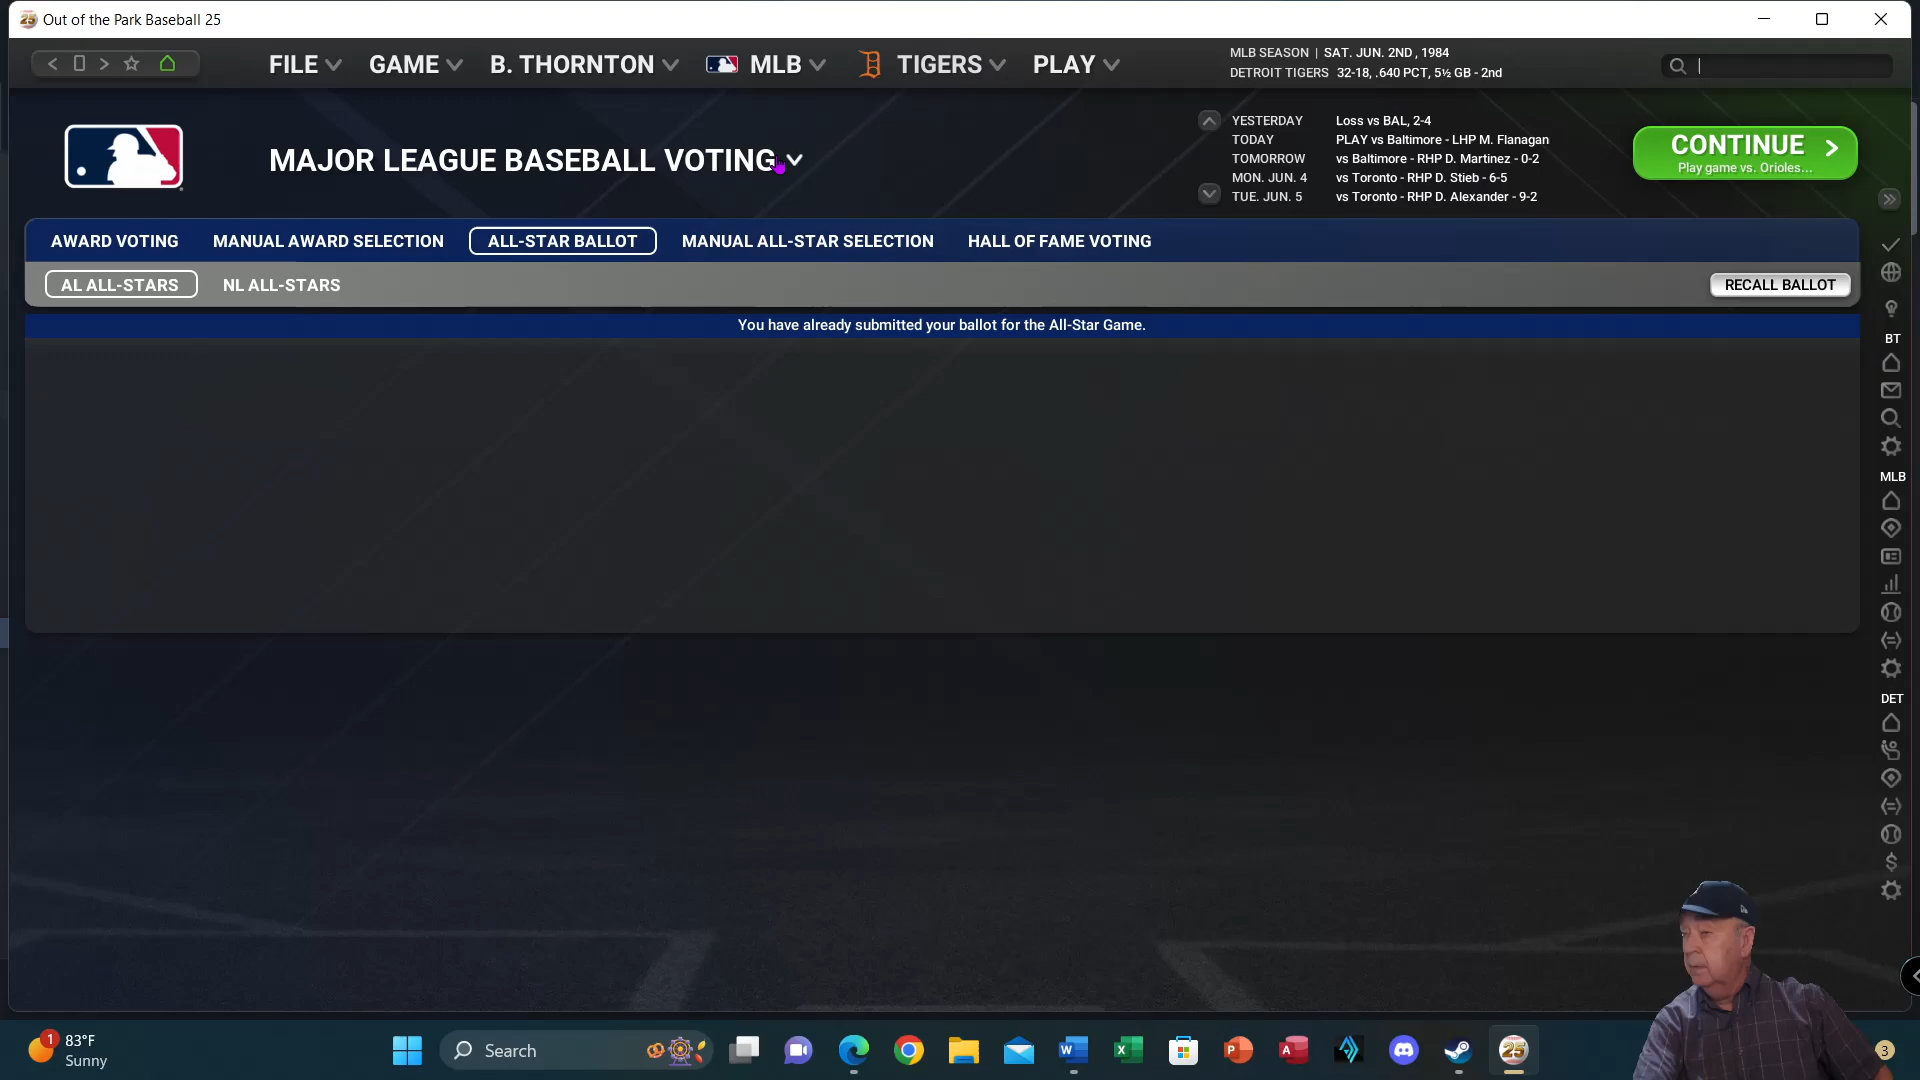 Out of the Park Baseball 25
FILE GAME B. THORNTON MLB TIGERS PLAY
MLB SEASON | SAT. JUN. 2ND , 1984
DETROIT TIGERS 32-18, .640 PCT, 5½ GB - 2nd
MAJOR LEAGUE BASEBALL VOTING
YESTERDAY Loss vs BAL, 2-4
TODAY PLAY vs Baltimore - LHP M. Flanagan
TOMORROW vs Baltimore - RHP D. Martinez - 0-2
MON. JUN. 4 vs Toronto - RHP D. Stieb - 6-5
TUE. JUN. 5 vs Toronto - RHP D. Alexander - 9-2
CONTINUE
Play game vs. Orioles...
AWARD VOTING MANUAL AWARD SELECTION ALL-STAR BALLOT MANUAL ALL-STAR SELECTION HALL OF FAME VOTING
AL ALL-STARS NL ALL-STARS RECALL BALLOT
You have already submitted your ballot for the All-Star Game.
BT
MLB
DET
1
83°F
Sunny
Search
25
3